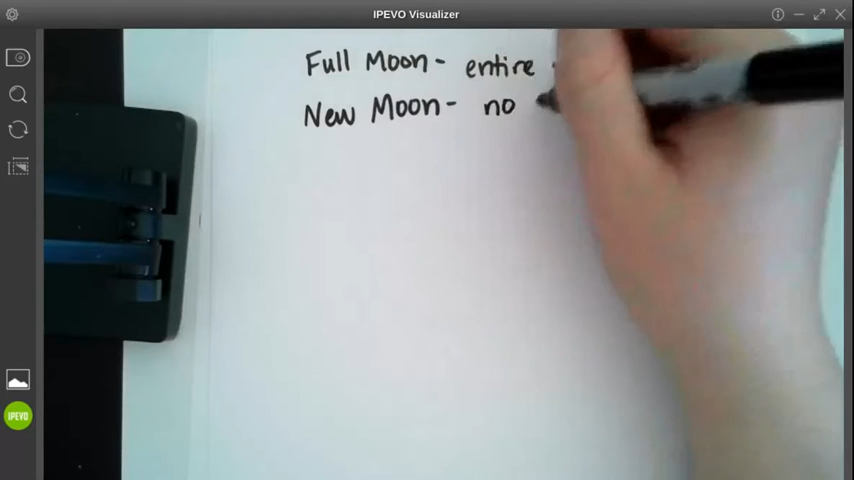 IPEVO Visualizer
Full Moon- entire
New Moon- no
IPEVO